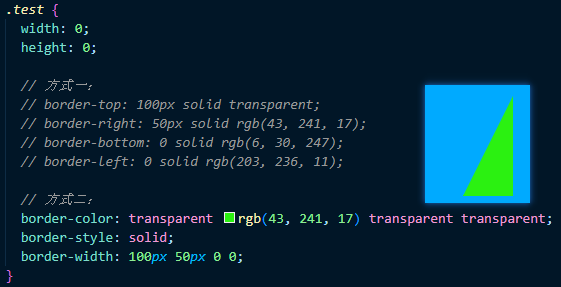 .test {
width: 0;
height: 0;
// 方式一：
// border-top: 100px solid transparent;
// border-right: 50px solid rgb(43, 241, 17);
// border-bottom: 0 solid rgb(6, 30, 247);
// border-left: 0 solid rgb(203, 236, 11);
// 方式二：
border-color: transparent rgb(43, 241, 17) transparent transparent;
border-style: solid;
border-width: 100px 50px 0 0;
}